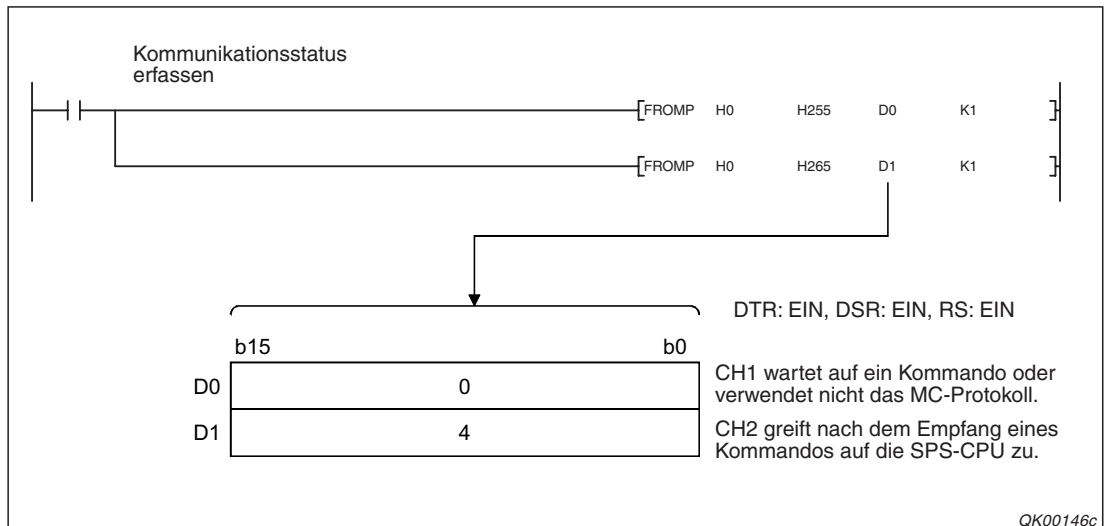 Kommunikationsstatus
erfassen
FROMP H0 H255 D0 K1
FROMP H0 H265 D1 K1
DTR: EIN, DSR: EIN, RS: EIN
b15 b0
D0 0 CH1 wartet auf ein Kommando oder
verwendet nicht das MC-Protokoll.
D1 4 CH2 greift nach dem Empfang eines
Kommandos auf die SPS-CPU zu.
QK00146c